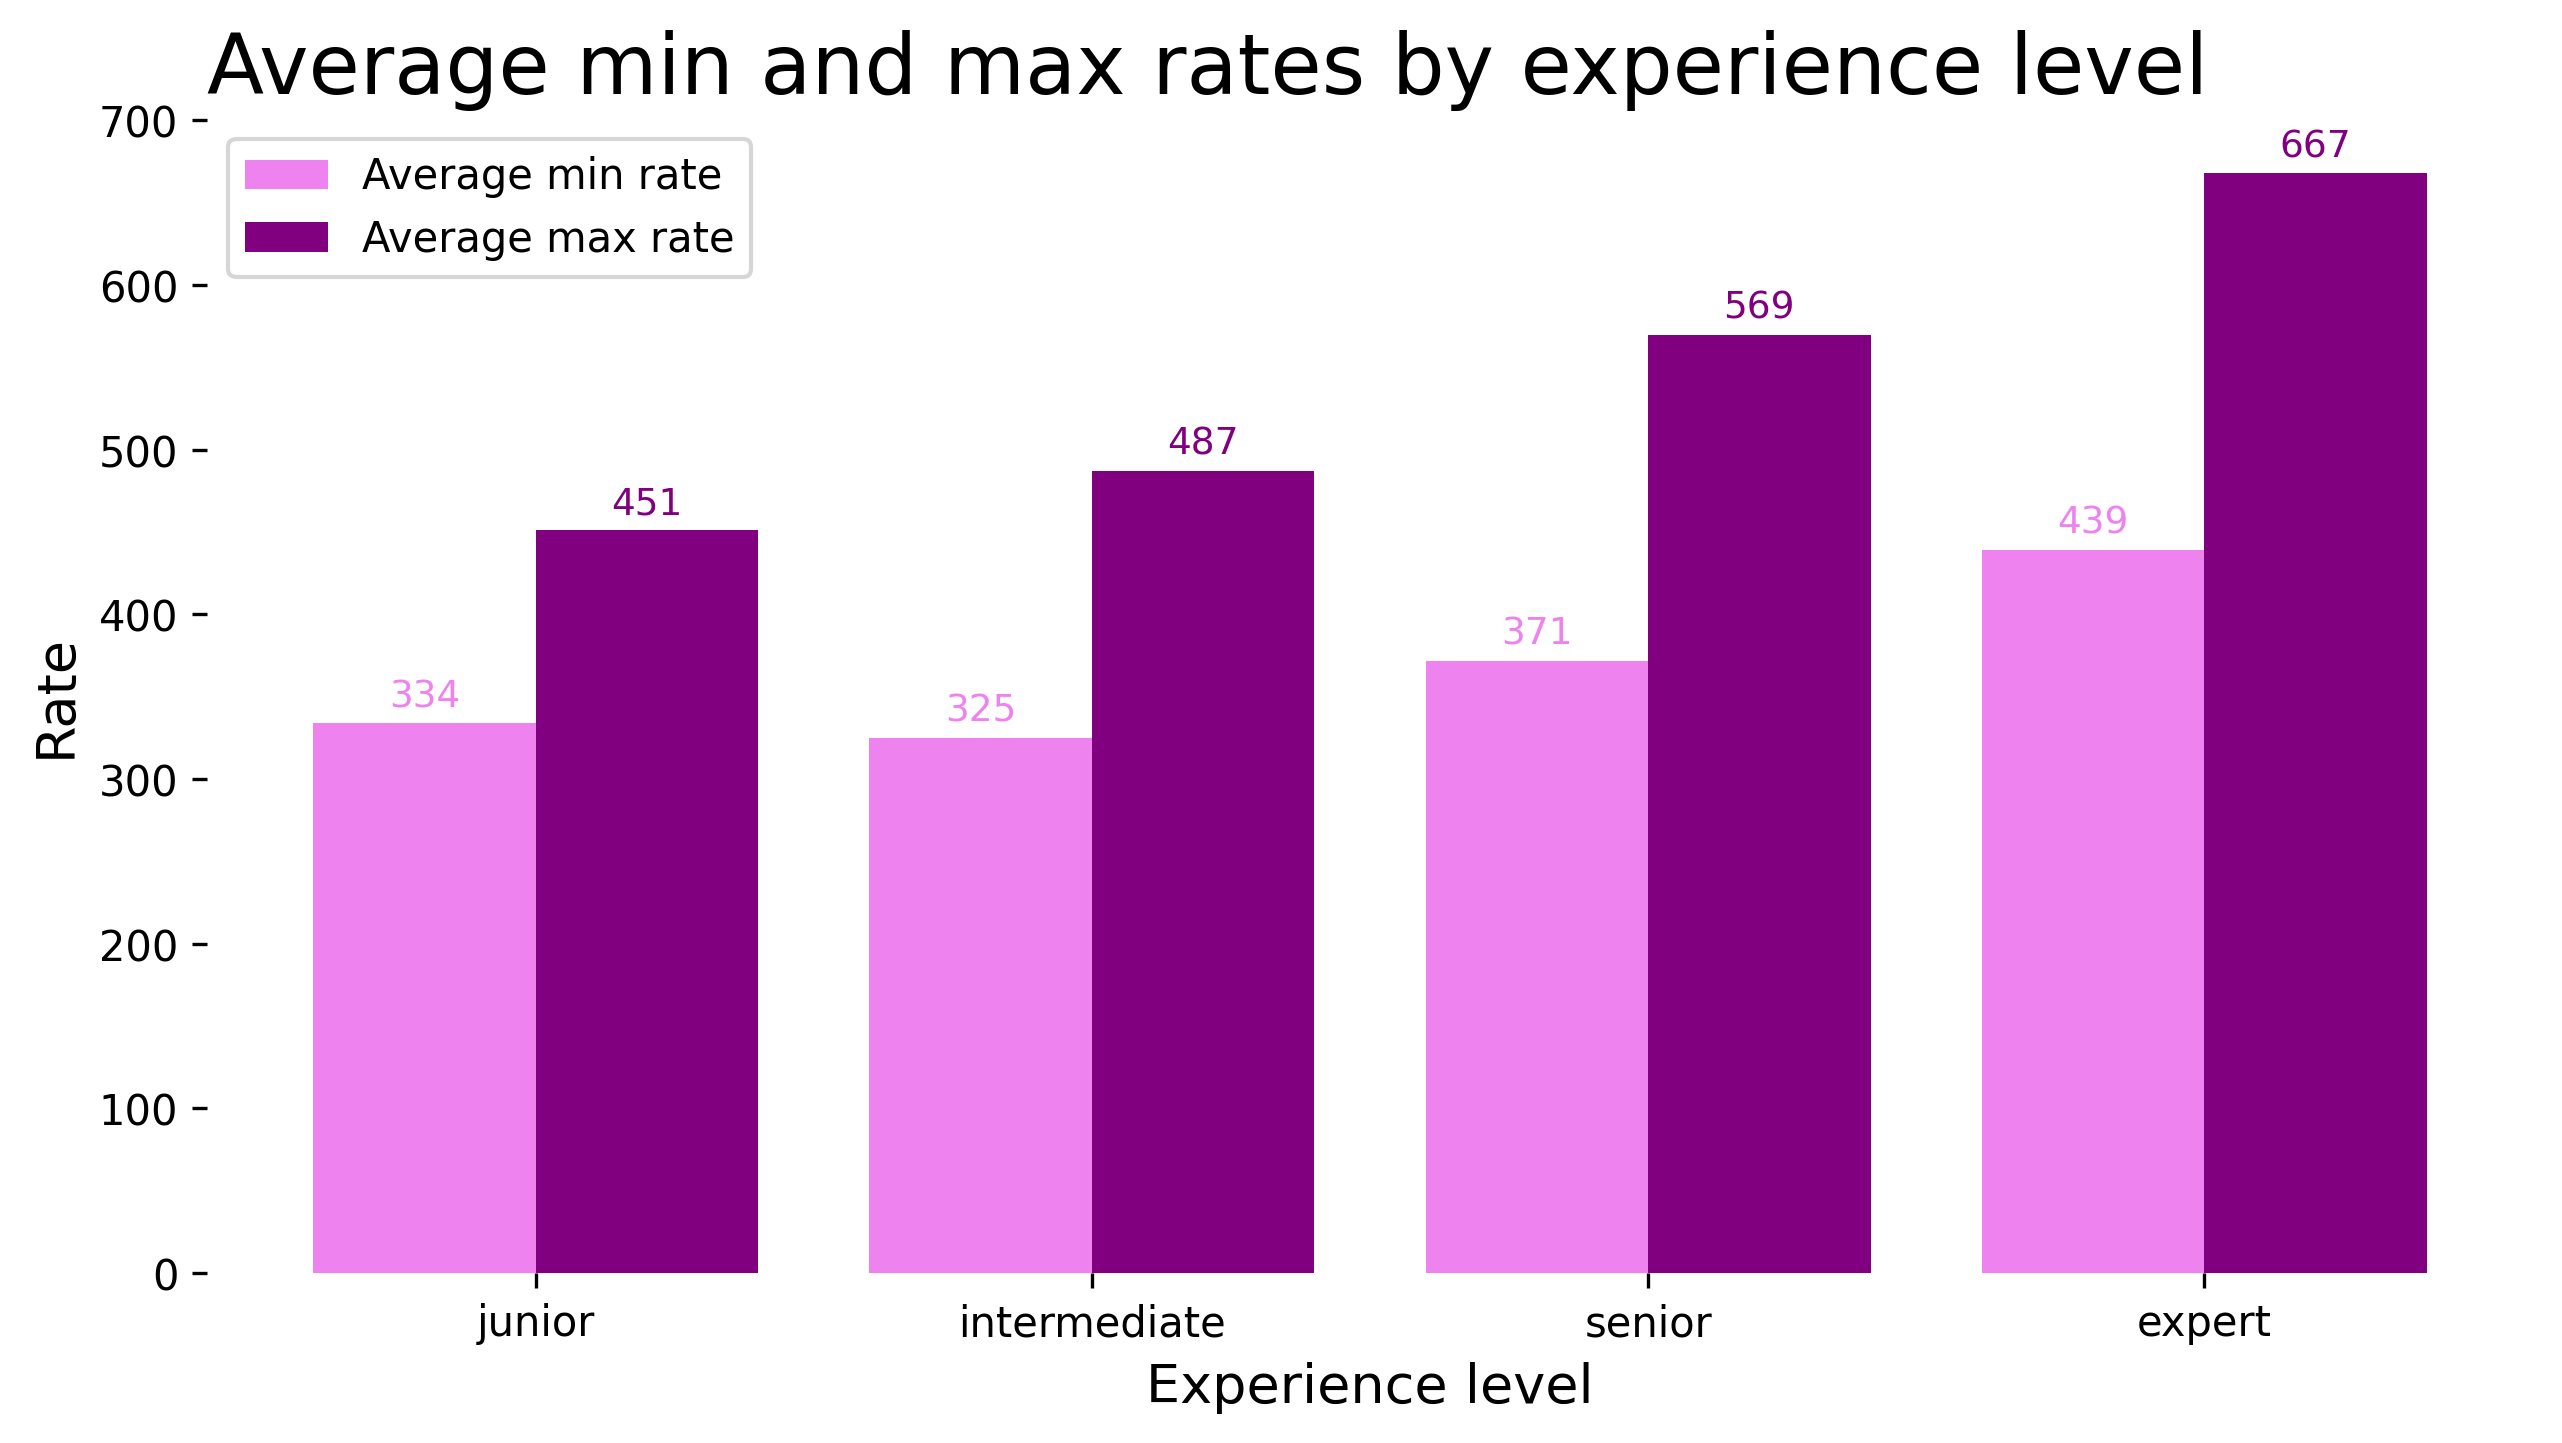 Average min and max rates by experience level
700
600
500
400
300
200
100
0
Rate
Average min rate
Average max rate
334
451
325
487
371
569
439
667
junior
intermediate
senior
expert
Experience level